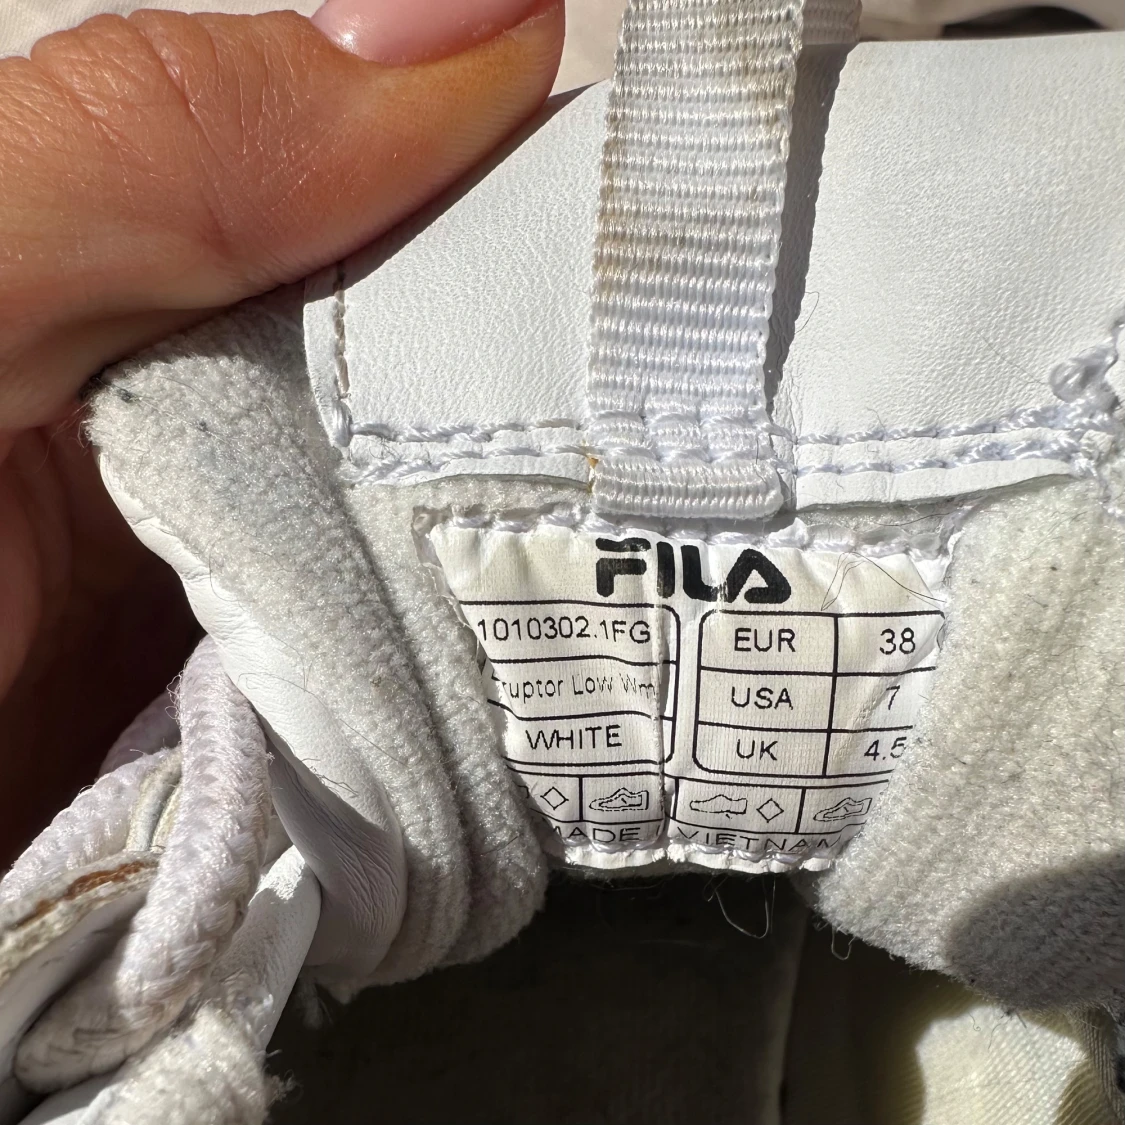 FILA
1010302.1FG
ruptor Low Wm
WHITE
EUR 38
USA 7
UK 4.5
MADE I VIETNAM